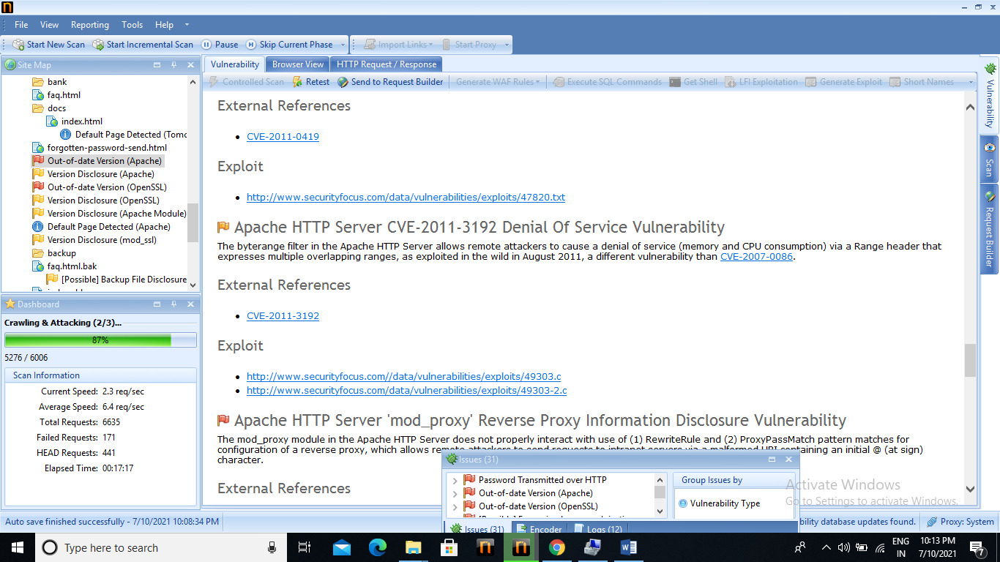 File View Reporting Tools Help
Start New Scan Start Incremental Scan Pause Skip Current Phase Import Links Start Proxy
Site Map
bank
faq.html
docs
index.html
Default Page Detected (Tomc
forgotten-password-send.html
Out-of-date Version (Apache)
Version Disclosure (Apache)
Out-of-date Version (OpenSSL)
Version Disclosure (OpenSSL)
Version Disclosure (Apache Module)
Default Page Detected (Apache)
Version Disclosure (mod_ssl)
backup
faq.html.bak
[Possible] Backup File Disclosure
Dashboard
Crawling & Attacking (2/3)...
87%
5276 / 6006
Scan Information
Current Speed: 2.3 req/sec
Average Speed: 6.4 req/sec
Total Requests: 6635
Failed Requests: 171
HEAD Requests: 441
Elapsed Time: 00:17:17
Vulnerability Browser View HTTP Request / Response
Controlled Scan Retest Send to Request Builder Generate WAF Rules Execute SQL Commands Get Shell LFI Exploitation Generate Exploit Short Names
External References
CVE-2011-0419
Exploit
http://www.securityfocus.com/data/vulnerabilities/exploits/47820.txt
Apache HTTP Server CVE-2011-3192 Denial Of Service Vulnerability
The byterange filter in the Apache HTTP Server allows remote attackers to cause a denial of service (memory and CPU consumption) via a Range header that
expresses multiple overlapping ranges, as exploited in the wild in August 2011, a different vulnerability than CVE-2007-0086.
External References
CVE-2011-3192
Exploit
http://www.securityfocus.com//data/vulnerabilities/exploits/49303.c
http://www.securityfocus.com/data/vulnerabilities/exploits/49303-2.c
Apache HTTP Server 'mod_proxy' Reverse Proxy Information Disclosure Vulnerability
The mod_proxy module in the Apache HTTP Server does not properly interact with use of (1) RewriteRule and (2) ProxyPassMatch pattern matches for
configuration of a reverse proxy, which allows remote attackers to send requests to intranet servers via a malformed URI containing an initial @ (at sign)
character.
External References
Vulnerability
Scan
Request Builder
Issues (31)
Password Transmitted over HTTP
Out-of-date Version (Apache)
Out-of-date Version (OpenSSL)
Group Issues by
Vulnerability Type
Issues (31) Encoder Logs (12)
Activate Windows
Go to Settings to activate Windows.
Auto save finished successfully - 7/10/2021 10:08:34 PM
bility database updates found. Proxy: System
Type here to search
ENG
IN
10:13 PM
7/10/2021
7